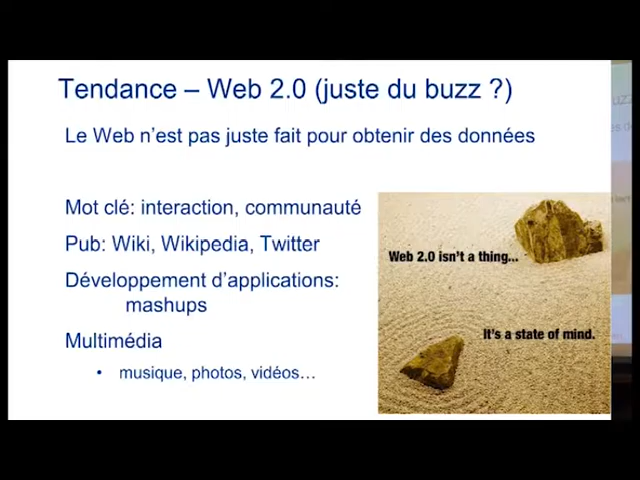 Tendance – Web 2.0 (juste du buzz ?)
Le Web n'est pas juste fait pour obtenir des données
Mot clé: interaction, communauté
Pub: Wiki, Wikipedia, Twitter
Développement d'applications:
mashups
Multimédia
• musique, photos, vidéos…
Web 2.0 isn't a thing...
It's a state of mind.